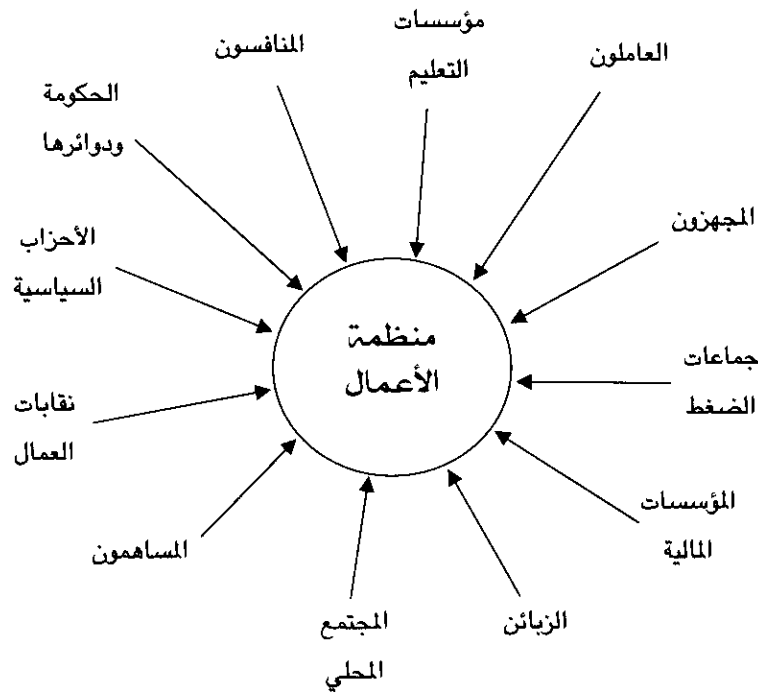 مؤسسات
التعليم
العاملون
المجهزون
جماعات
الضغط
المؤسسات
المالية
الزبائن
المجتمع
المحلي
المساهمون
نقابات
العمال
الأحزاب
السياسية
الحكومة
ودوائرها
المنافسون
منظمة
الأعمال